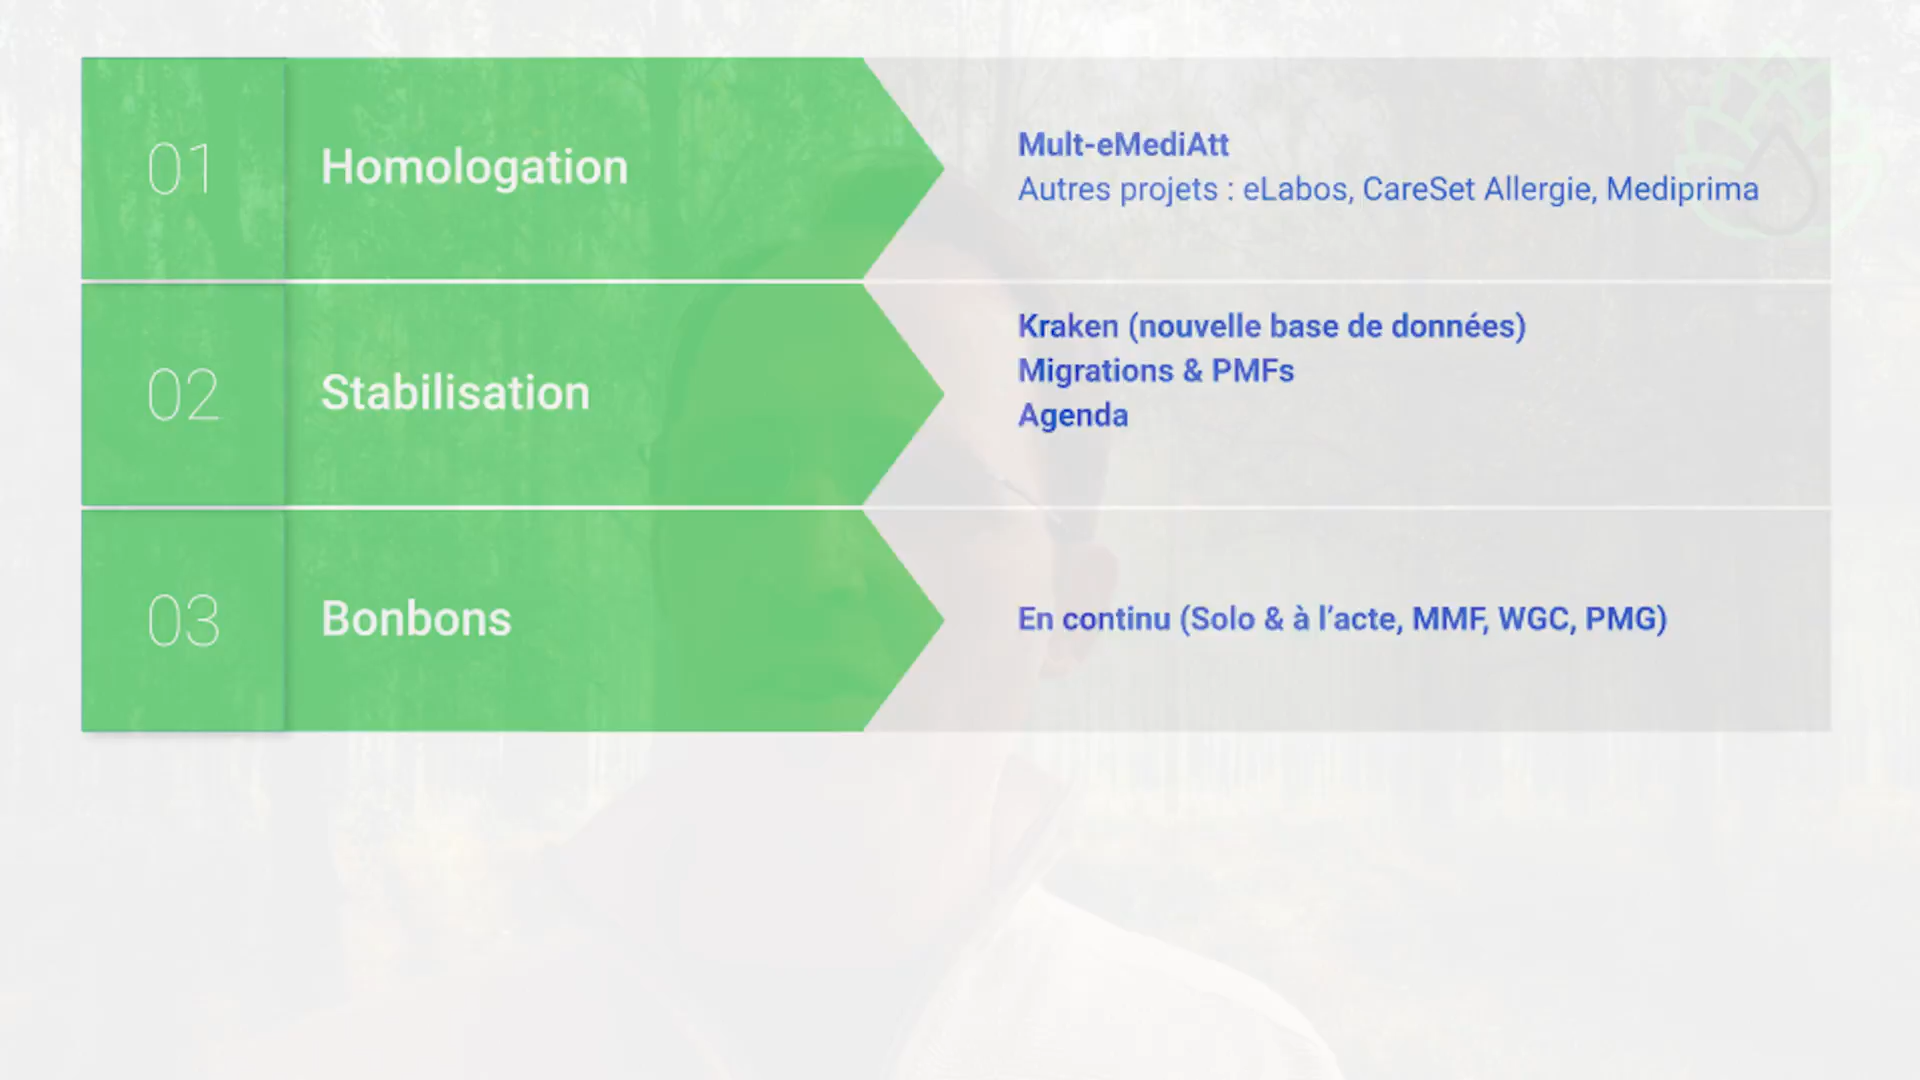 01
Homologation
Mult-eMediAtt
Autres projets : eLabos, CareSet Allergie, Mediprima
02
Stabilisation
Kraken (nouvelle base de données)
Migrations & PMFs
Agenda
03
Bonbons
En continu (Solo & à l’acte, MMF, WGC, PMG)